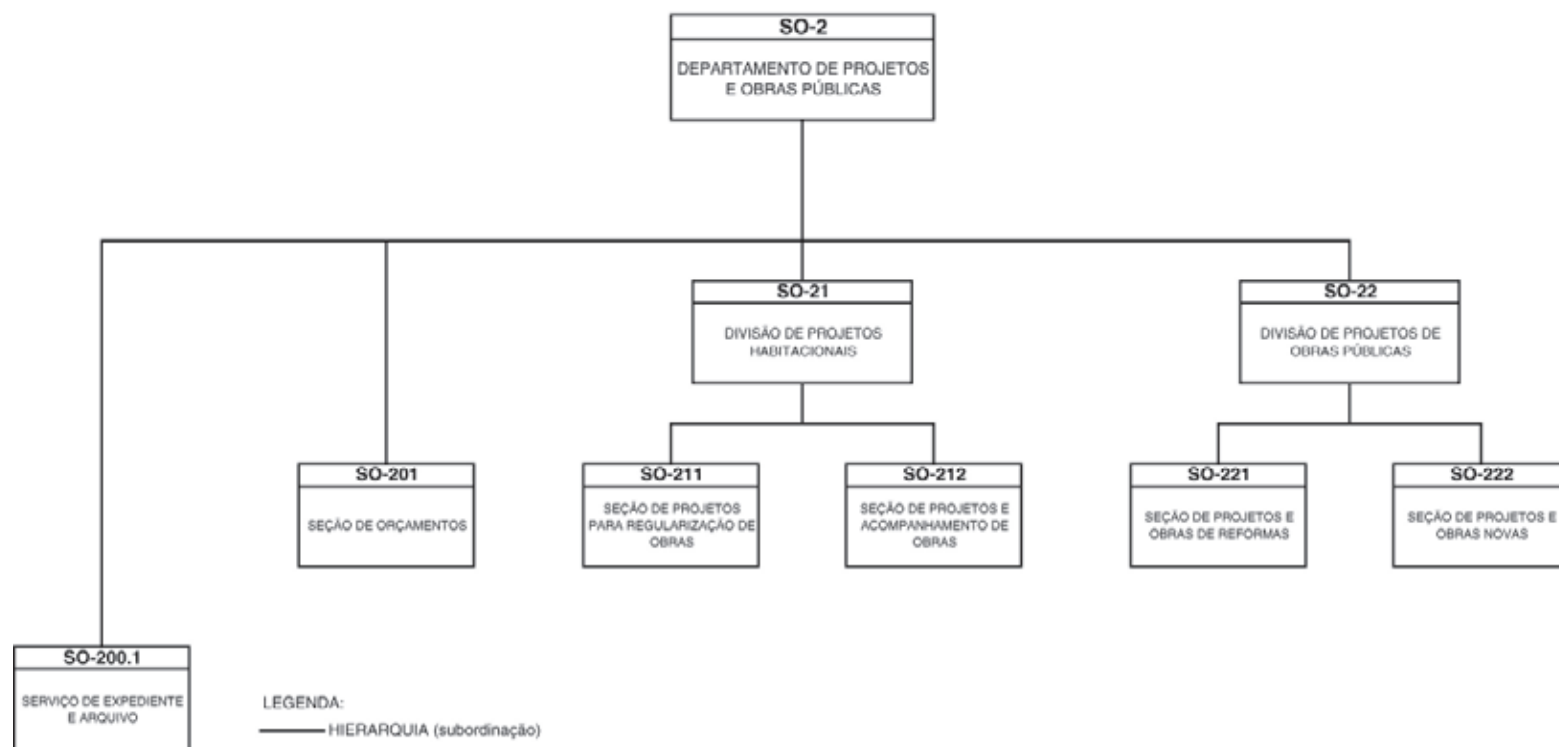 SO-2
DEPARTAMENTO DE PROJETOS
E OBRAS PÚBLICAS
SO-21
DIVISÃO DE PROJETOS
HABITACIONAIS
SO-22
DIVISÃO DE PROJETOS DE
OBRAS PÚBLICAS
SO-201
SEÇÃO DE ORÇAMENTOS
SO-211
SEÇÃO DE PROJETOS
PARA REGULARIZAÇÃO DE
OBRAS
SO-212
SEÇÃO DE PROJETOS E
ACOMPANHAMENTO DE
OBRAS
SO-221
SEÇÃO DE PROJETOS E
OBRAS DE REFORMAS
SO-222
SEÇÃO DE PROJETOS E
OBRAS NOVAS
SO-200.1
SERVIÇO DE EXPEDIENTE
E ARQUIVO
LEGENDA:
HIERARQUIA (subordinação)